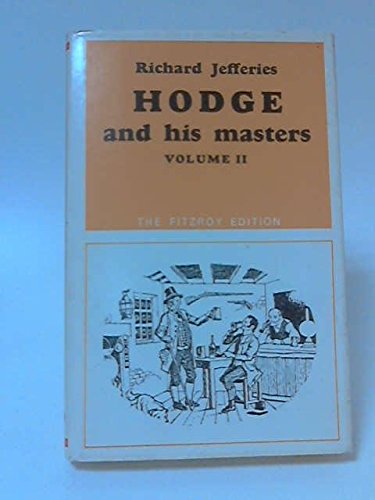 Richard Jefferies
HODGE
and his masters
VOLUME II
THE FITZROY EDITION